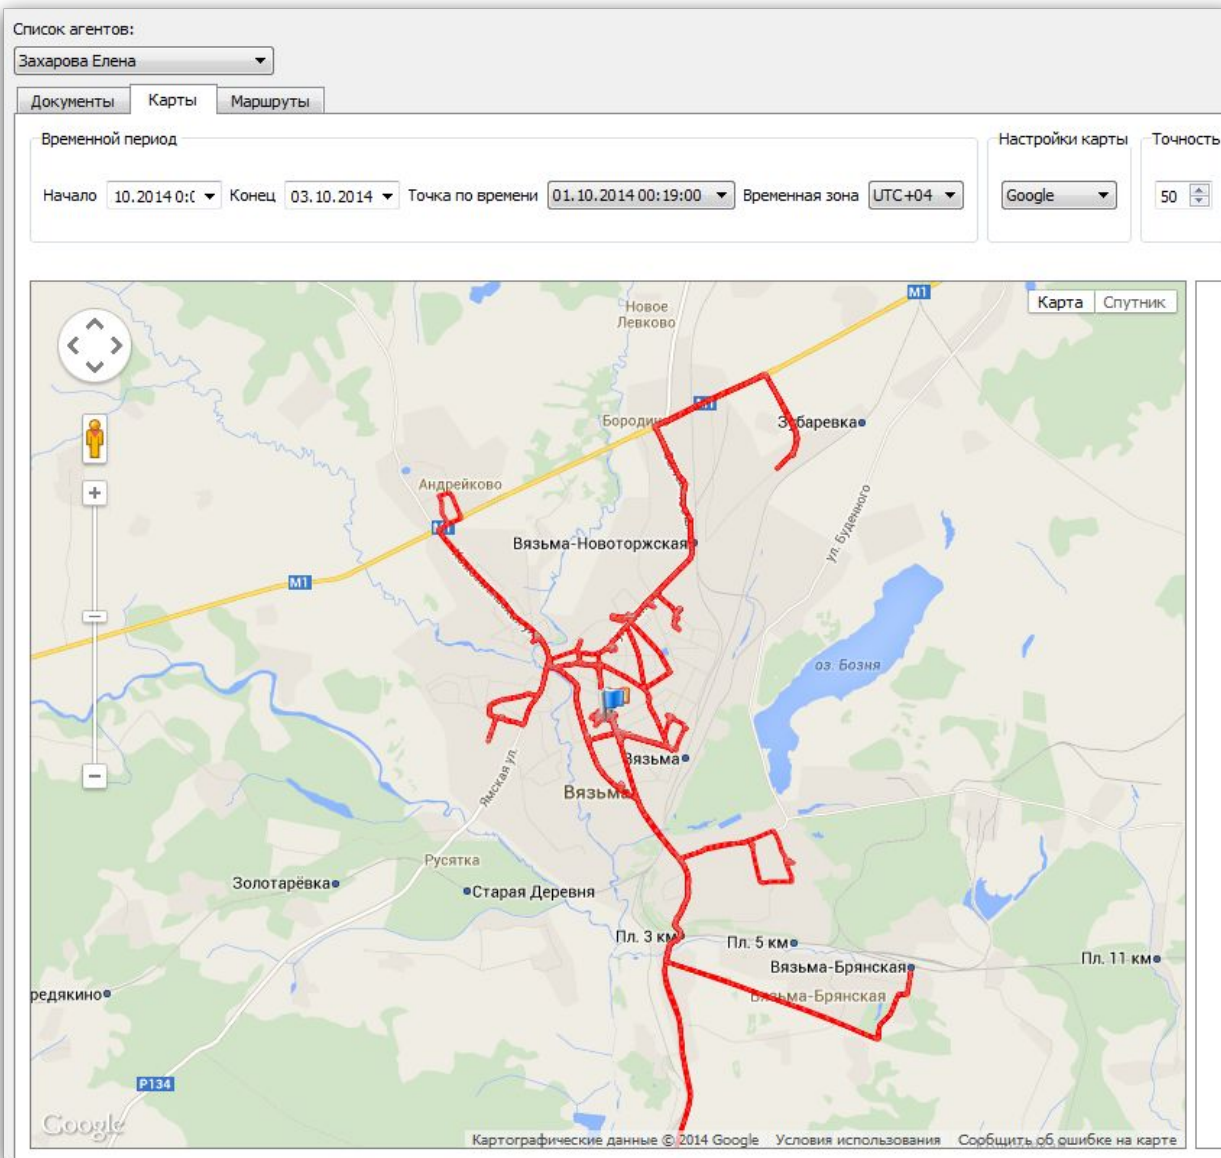 Список агентов:
Захарова Елена
Документы Карты Маршруты
Временной период
Настройки карты
Точность
Начало 10.2014 0:( Конец 03.10.2014 Точка по времени 01.10.2014 00:19:00 Временная зона UTC+04
Google
50
M1
Карта Спутник
Новое
Левково
M1
Бородин
Зубаревка
Андрейково
M1
Вязьма-Новоторжская
ул. Буденного
M1
оз. Бозня
Вязьма
Ямская ул.
Вязьма
Русятка
Золотарёвка
Старая Деревня
Пл. 3 км
Пл. 5 км
Пл. 11 км
Вязьма-Брянская
редякино
Вязьма-Брянская
P134
Google
Картографические данные © 2014 Google Условия использования Сообщить об ошибке на карте